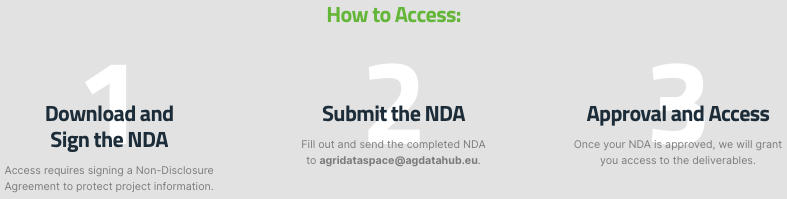 How to Access:
1
Download and
Sign the NDA
Access requires signing a Non-Disclosure
Agreement to protect project information.
2
Submit the NDA
Fill out and send the completed NDA
to agridataspace@agdatahub.eu.
3
Approval and Access
Once your NDA is approved, we will grant
you access to the deliverables.